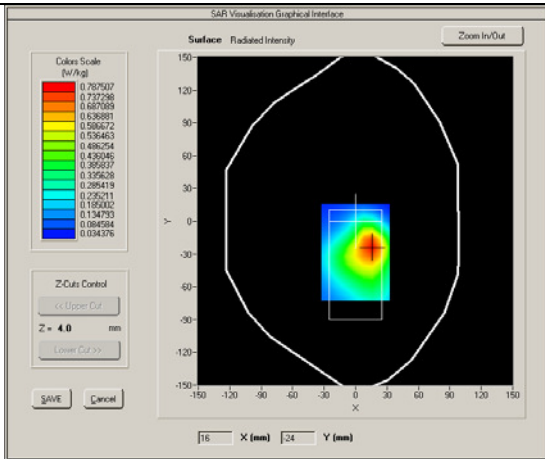 SAR Visualisation Graphical Interface
Surface Radiated Intensity
Zoom In/Out
Colors Scale
(W/kg)
0.787507
0.737298
0.687089
0.636881
0.586672
0.536463
0.486254
0.436046
0.385837
0.335628
0.285419
0.235211
0.185002
0.134793
0.084584
0.034376
Z-Cuts Control
<< Upper Cut
Z = 4.0 mm
Lower Cut >>
SAVE Cancel
150
120
90
60
30
0
-30
-60
-90
-120
-150
Y
-150 -120 -90 -60 -30 0 30 60 90 120 150
X
16 X (mm) -24 Y (mm)